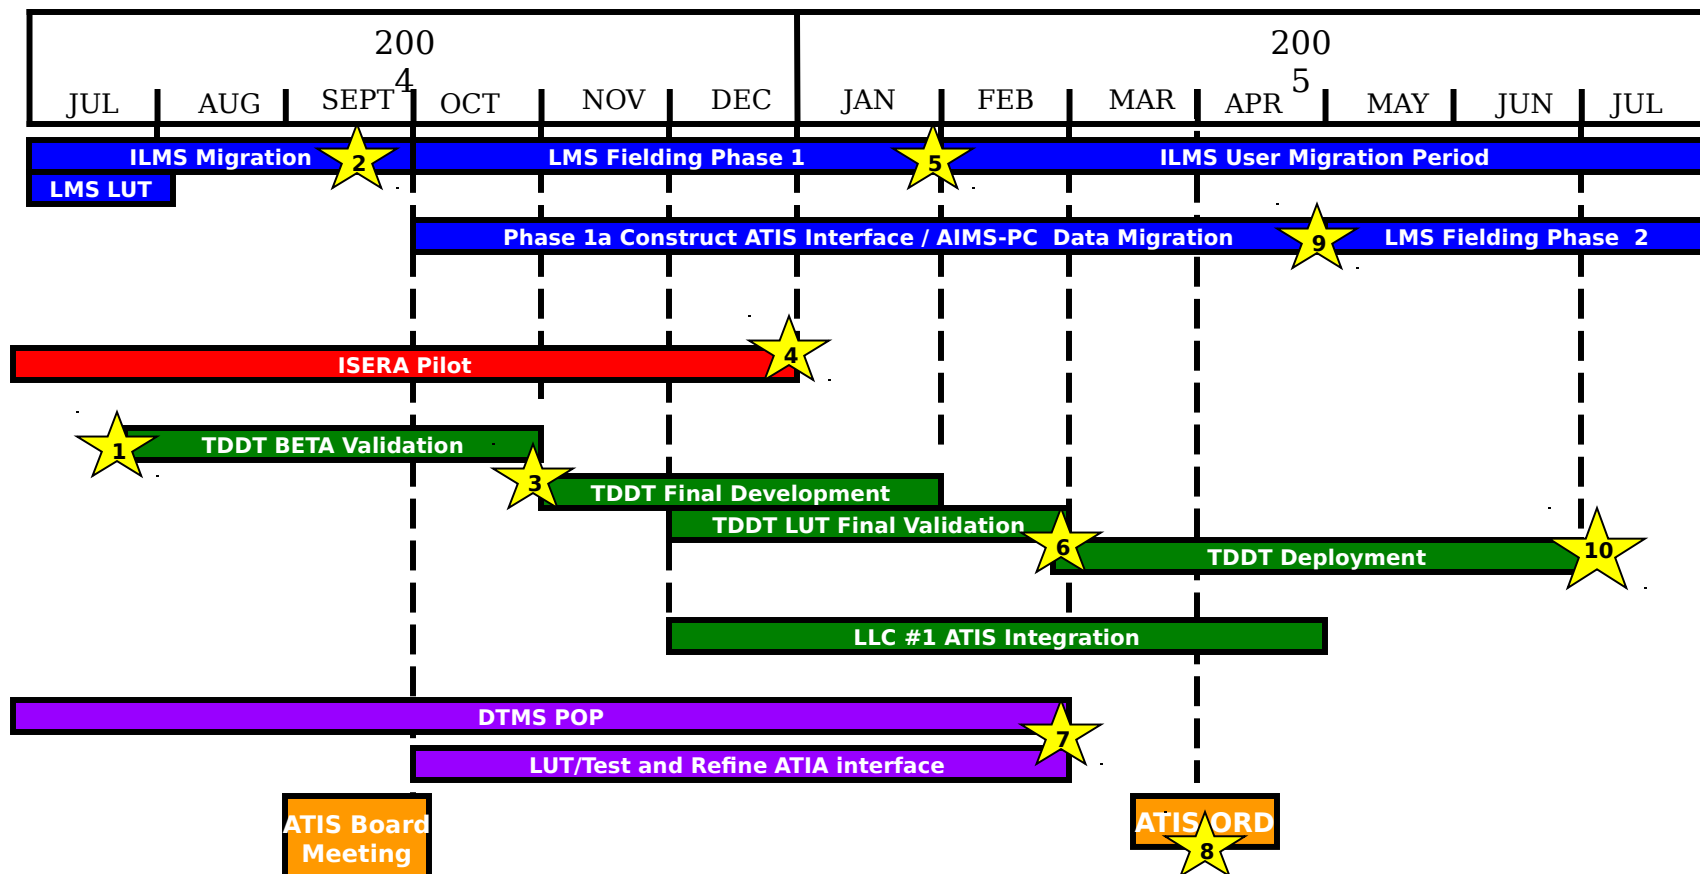 200
4
200
5
JUL AUG SEPT OCT NOV DEC JAN FEB MAR APR MAY JUN JUL
ILMS Migration 2 LMS Fielding Phase 1 5 ILMS User Migration Period
LMS LUT
Phase 1a Construct ATIS Interface / AIMS-PC Data Migration 9 LMS Fielding Phase 2
4
ISERA Pilot
1 TDDT BETA Validation
3
TDDT Final Development
TDDT LUT Final Validation
6
TDDT Deployment 10
LLC #1 ATIS Integration
DTMS POP
7
LUT/Test and Refine ATIA interface
ATIS Board
Meeting
ATIS ORD
8